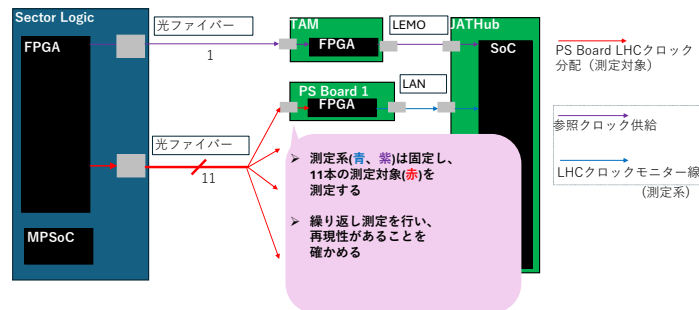 Sector Logic
FPGA
MPSoC
光ファイバー
1
光ファイバー
11
TAM
FPGA
LEMO
JATHub
SoC
PS Board 1
FPGA
LAN
➢ 測定系(青、紫)は固定し、
11本の測定対象(赤)を
測定する
➢ 繰り返し測定を行い、
再現性があることを
確かめる
PS Board LHCクロック
分配（測定対象）
参照クロック供給
LHCクロックモニター線
（測定系）